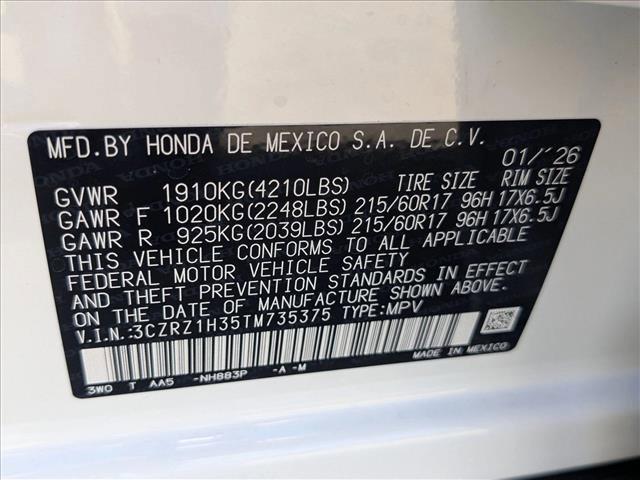 MFD.BY HONDA DE MEXICO S.A. DE C.V.
01/´26
GVWR 1910KG(4210LBS) TIRE SIZE RIM SIZE
GAWR F 1020KG(2248LBS) 215/60R17 96H 17X6.5J
GAWR R 925KG(2039LBS) 215/60R17 96H 17X6.5J
THIS VEHICLE CONFORMS TO ALL APPLICABLE
FEDERAL MOTOR VEHICLE SAFETY
AND THEFT PREVENTION STANDARDS IN EFFECT
ON THE DATE OF MANUFACTURE SHOWN ABOVE.
V.I.N:3CZRZ1H35TM735375 TYPE:MPV
3W0 T AA5 -NH883P -A -M
MADE IN MEXICO